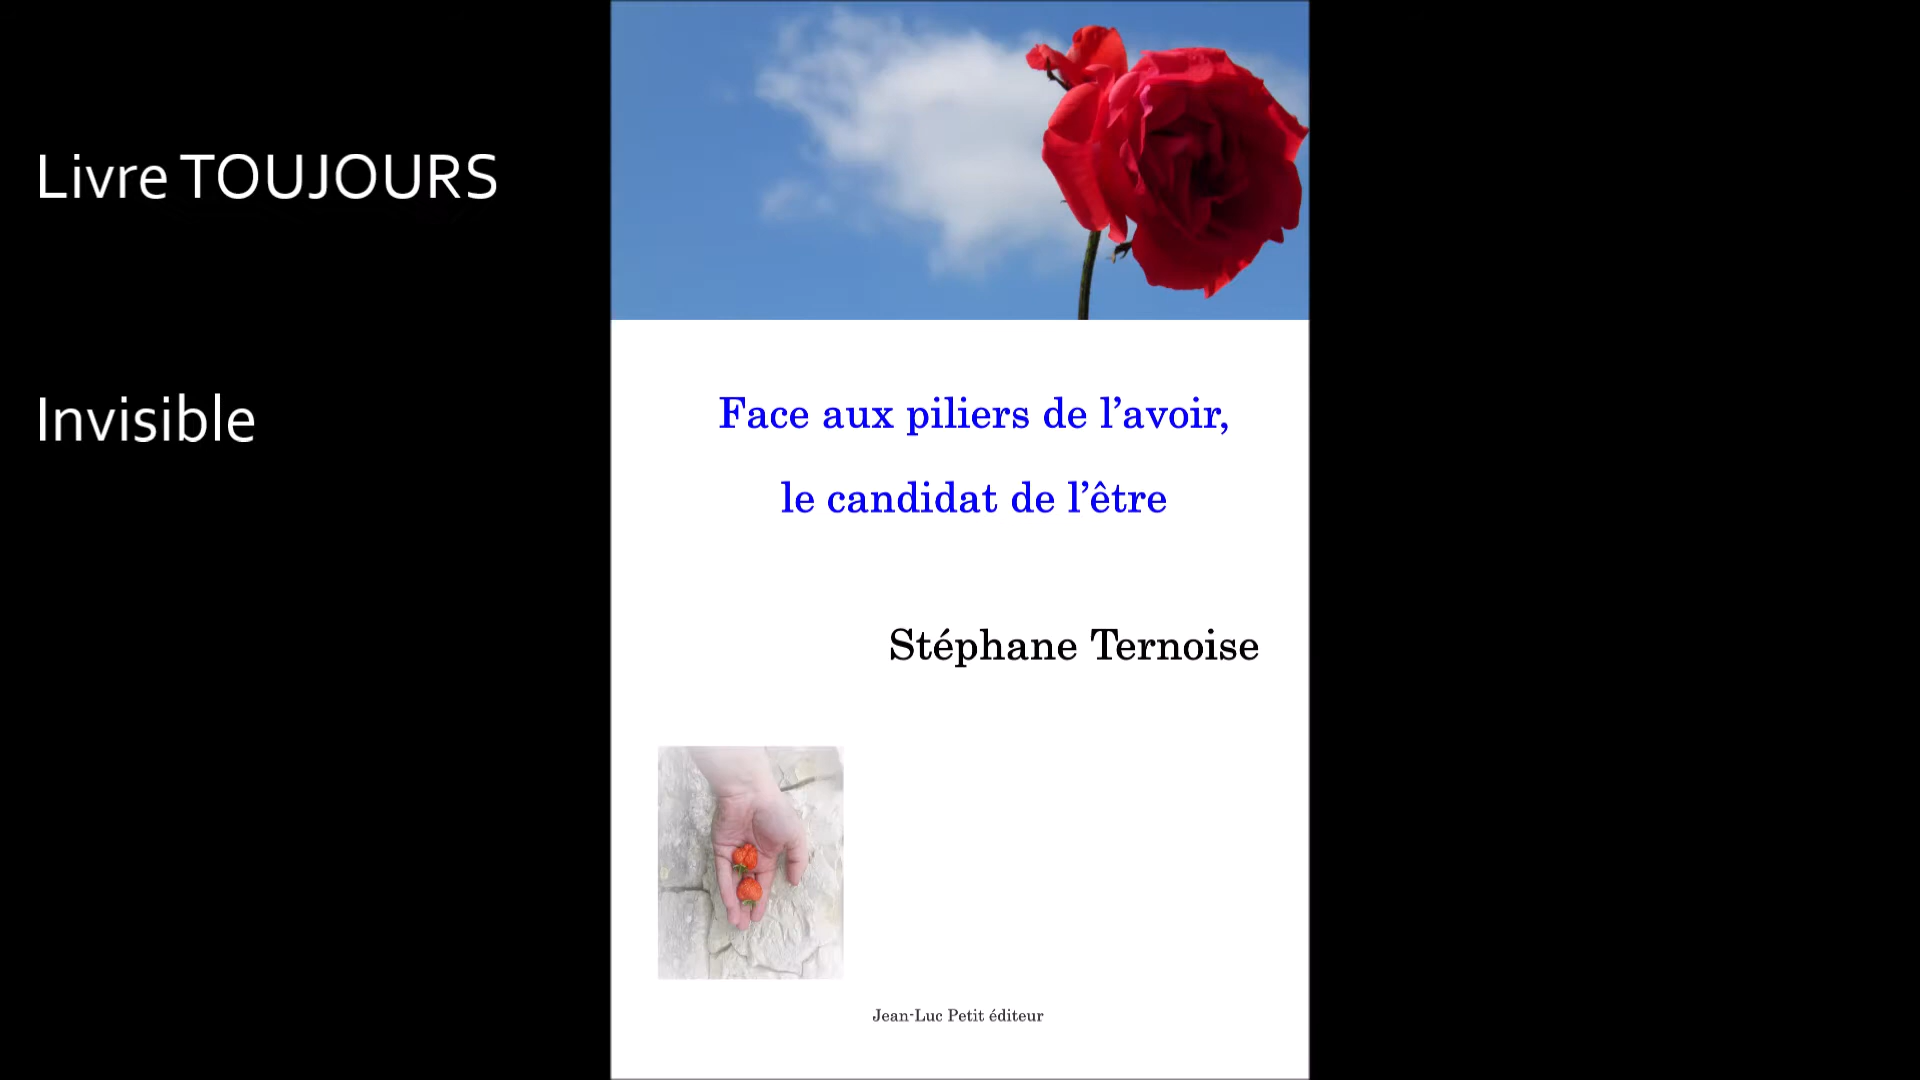 Livre TOUJOURS
Invisible
Face aux piliers de l’avoir,
le candidat de l’être
Stéphane Ternoise
Jean-Luc Petit éditeur